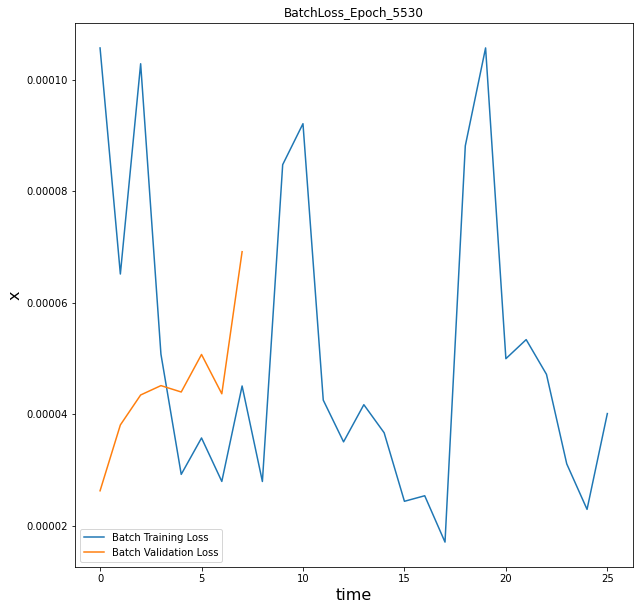 BatchLoss_Epoch_5530
0.00010
0.00008
0.00006
0.00004
0.00002
x
0 5 10 15 20 25
time
Batch Training Loss
Batch Validation Loss